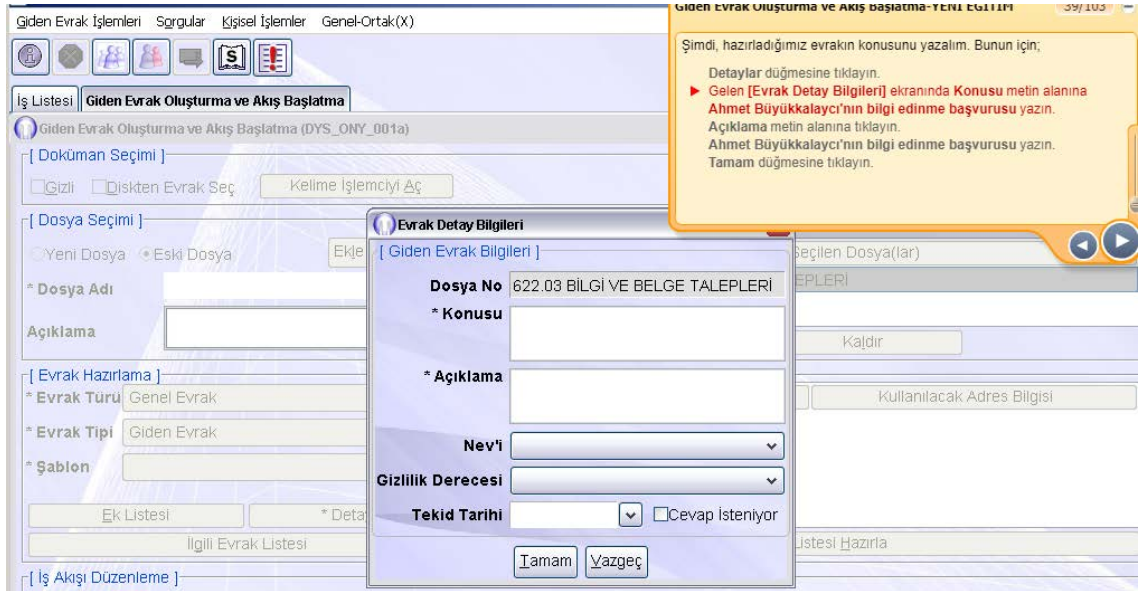 Giden Evrak İşlemleri Sorgular Kişisel İşlemler Genel-Ortak(X)
S
İş Listesi Giden Evrak Oluşturma ve Akış Başlatma
Giden Evrak Oluşturma ve Akış Başlatma (DYS_ONY_001a)
[ Doküman Seçimi ]
Gizli Diskten Evrak Seç Kelime İşlemciyi Aç
[ Dosya Seçimi ]
Yeni Dosya Eski Dosya Ekle
Seçilen Dosya(lar)
* Dosya Adı
EPLERİ
Açıklama
Kaldır
[ Evrak Hazırlama ]
* Evrak Türü Genel Evrak
Kullanılacak Adres Bilgisi
* Evrak Tipi Giden Evrak
* Şablon
Ek Listesi * Deta
İlgili Evrak Listesi
Listesi Hazırla
[ İş Akışı Düzenleme ]
Evrak Detay Bilgileri
[ Giden Evrak Bilgileri ]
Dosya No 622.03 BİLGİ VE BELGE TALEPLERİ
* Konusu
* Açıklama
Nev'i
Gizlilik Derecesi
Tekid Tarihi Cevap İsteniyor
Tamam Vazgeç
Giden Evrak Oluşturma ve Akış Başlatma-YENİ EĞİTİM 39/103
Şimdi, hazırladığımız evrakın konusunu yazalım. Bunun için;
Detaylar düğmesine tıklayın.
Gelen [Evrak Detay Bilgileri] ekranında Konusu metin alanına
Ahmet Büyükkalaycı'nın bilgi edinme başvurusu yazın.
Açıklama metin alanına tıklayın.
Ahmet Büyükkalaycı'nın bilgi edinme başvurusu yazın.
Tamam düğmesine tıklayın.